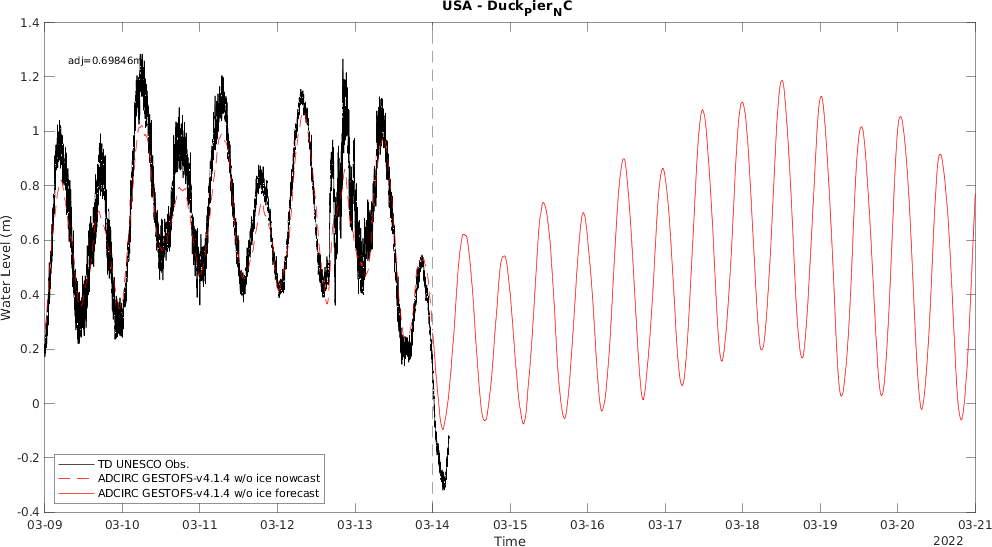 USA - DuckPierNC
adj=0.69846m
Water Level (m)
1.4
1.2
1
0.8
0.6
0.4
0.2
0
-0.2
-0.4
TD UNESCO Obs.
ADCIRC GESTOFS-v4.1.4 w/o ice nowcast
ADCIRC GESTOFS-v4.1.4 w/o ice forecast
03-09 03-10 03-11 03-12 03-13 03-14 03-15 03-16 03-17 03-18 03-19 03-20 03-21
Time
2022